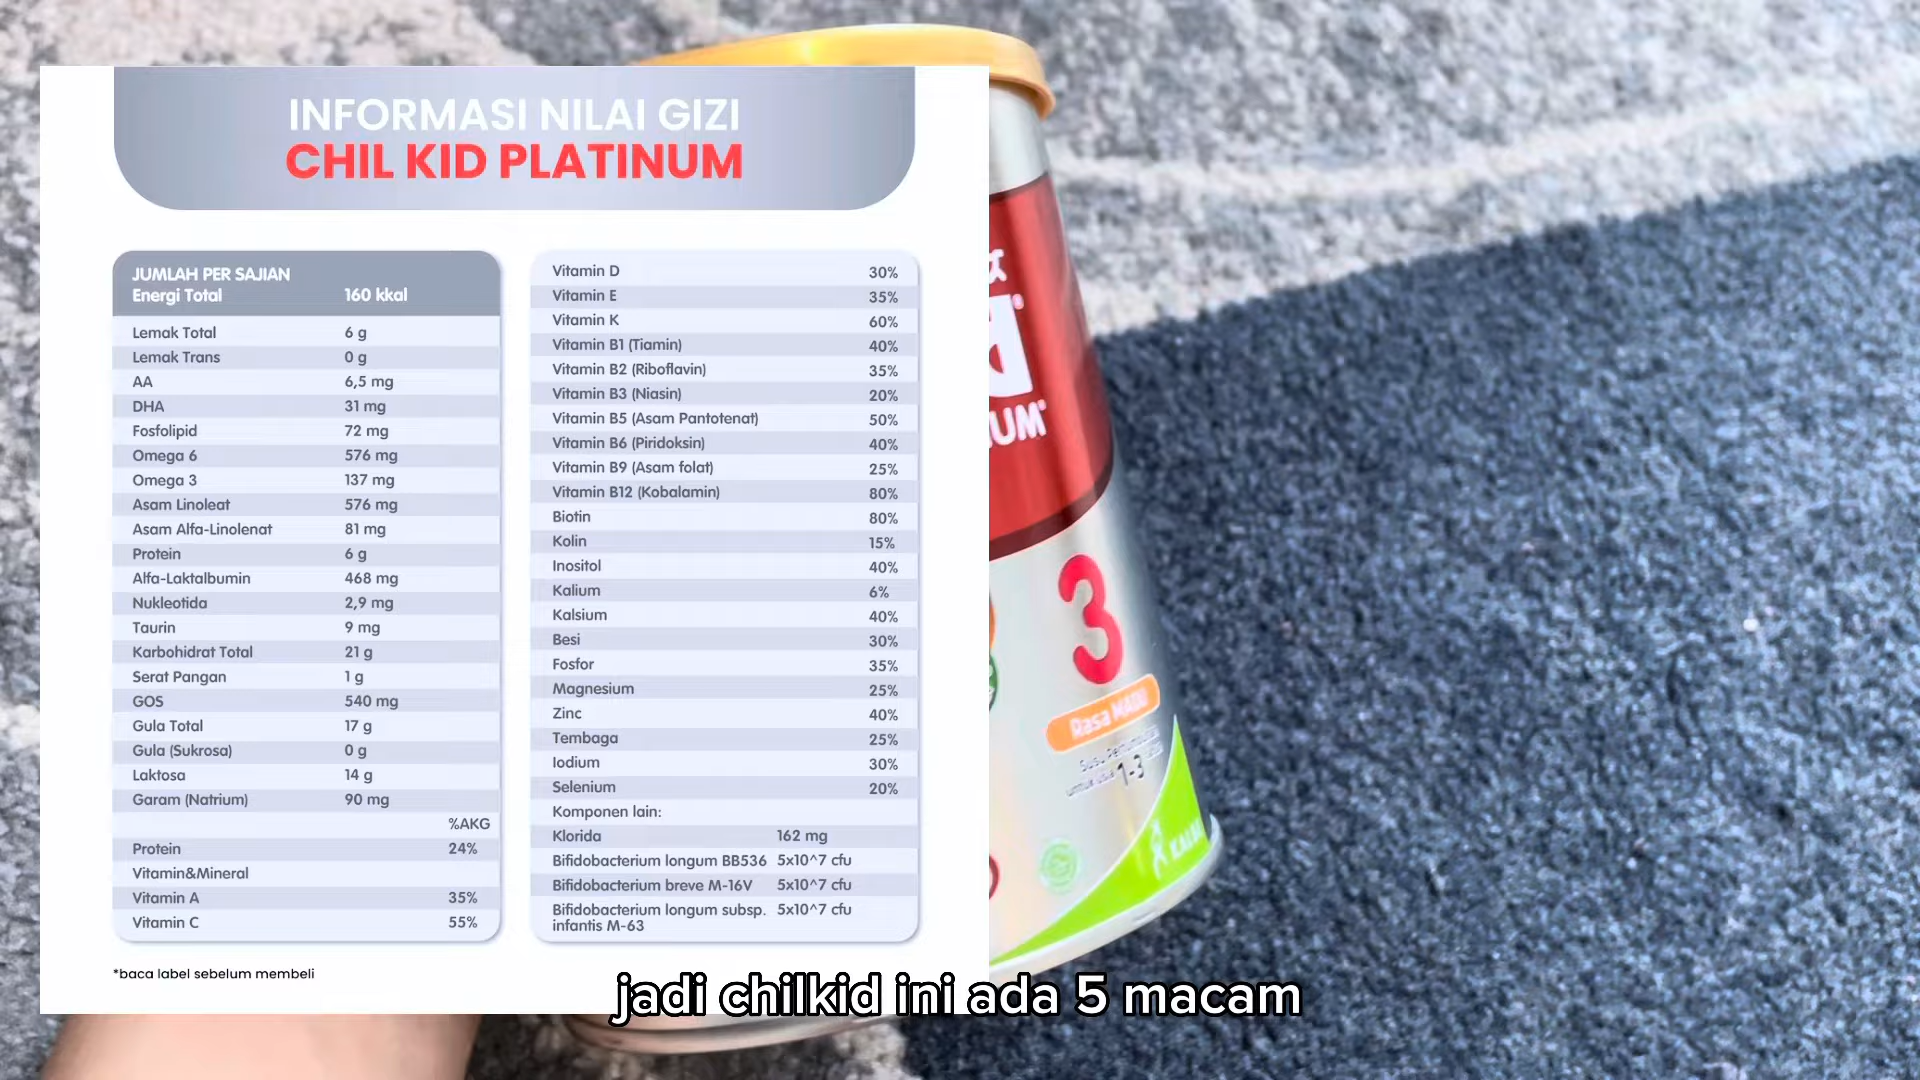 INFORMASI NILAI GIZI
CHIL KID PLATINUM
JUMLAH PER SAJIAN
Energi Total 160 kkal
Lemak Total 6 g
Lemak Trans 0 g
AA 6,5 mg
DHA 31 mg
Fosfolipid 72 mg
Omega 6 576 mg
Omega 3 137 mg
Asam Linoleat 576 mg
Asam Alfa-Linolenat 81 mg
Protein 6 g
Alfa-Laktalbumin 468 mg
Nukleotida 2,9 mg
Taurin 9 mg
Karbohidrat Total 21 g
Serat Pangan 1 g
GOS 540 mg
Gula Total 17 g
Gula (Sukrosa) 0 g
Laktosa 14 g
Garam (Natrium) 90 mg
%AKG
Protein 24%
Vitamin&Mineral
Vitamin A 35%
Vitamin C 55%
Vitamin D 30%
Vitamin E 35%
Vitamin K 60%
Vitamin B1 (Tiamin) 40%
Vitamin B2 (Riboflavin) 35%
Vitamin B3 (Niasin) 20%
Vitamin B5 (Asam Pantotenat) 50%
Vitamin B6 (Piridoksin) 40%
Vitamin B9 (Asam folat) 25%
Vitamin B12 (Kobalamin) 80%
Biotin 80%
Kolin 15%
Inositol 40%
Kalium 6%
Kalsium 40%
Besi 30%
Fosfor 35%
Magnesium 25%
Zinc 40%
Tembaga 25%
Iodium 30%
Selenium 20%
Komponen lain:
Klorida 162 mg
Bifidobacterium longum BB536 5x10^7 cfu
Bifidobacterium breve M-16V 5x10^7 cfu
Bifidobacterium longum subsp. 5x10^7 cfu
infantis M-63
*baca label sebelum membeli
UM
3
Rasa MADU
1-3
KALBE
jadi chilkid ini ada 5 macam